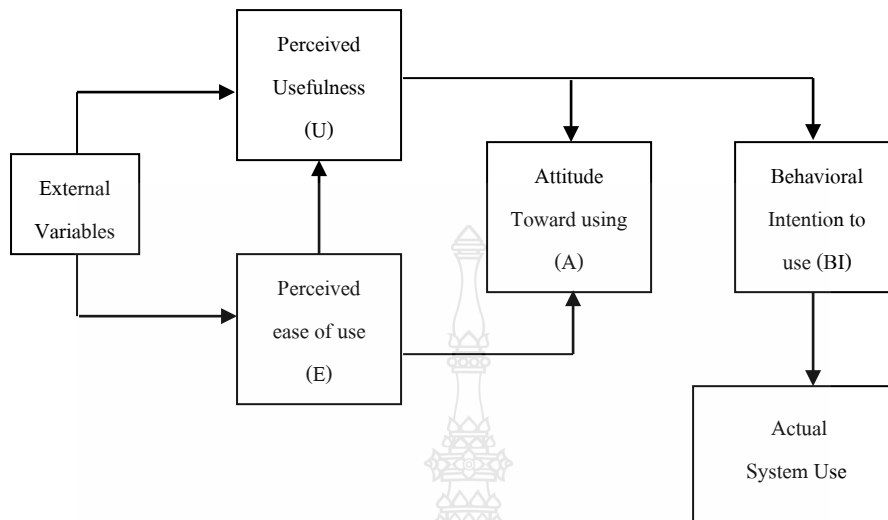 Perceived
Usefulness
(U)
External
Variables
Attitude
Toward using
(A)
Behavioral
Intention to
use (BI)
Perceived
ease of use
(E)
Actual
System Use